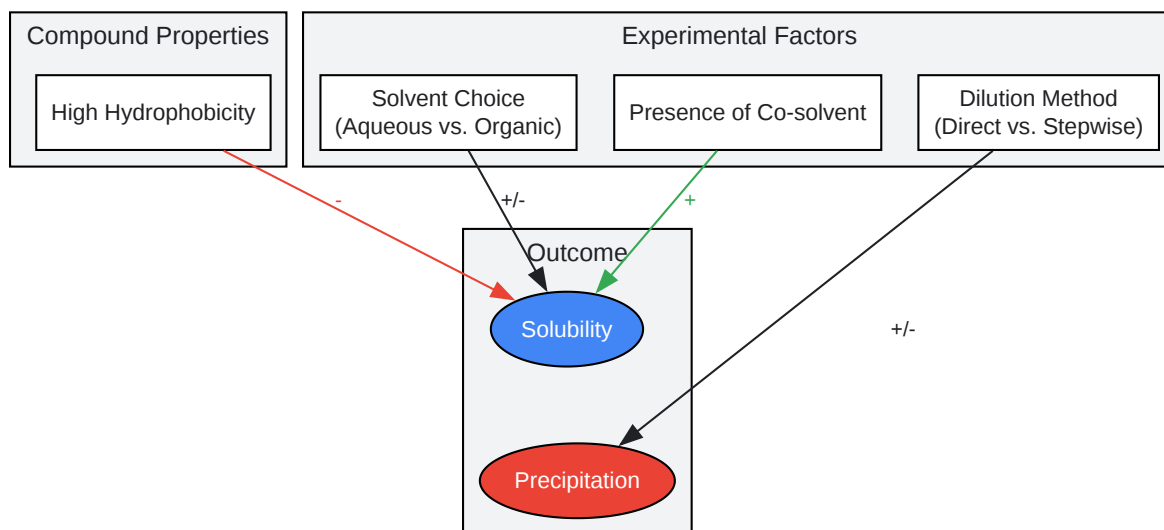 Compound Properties
Experimental Factors
High Hydrophobicity
Solvent Choice
(Aqueous vs. Organic)
Presence of Co-solvent
Dilution Method
(Direct vs. Stepwise)
-
+/-
+
Outcome
Solubility
+/-
Precipitation